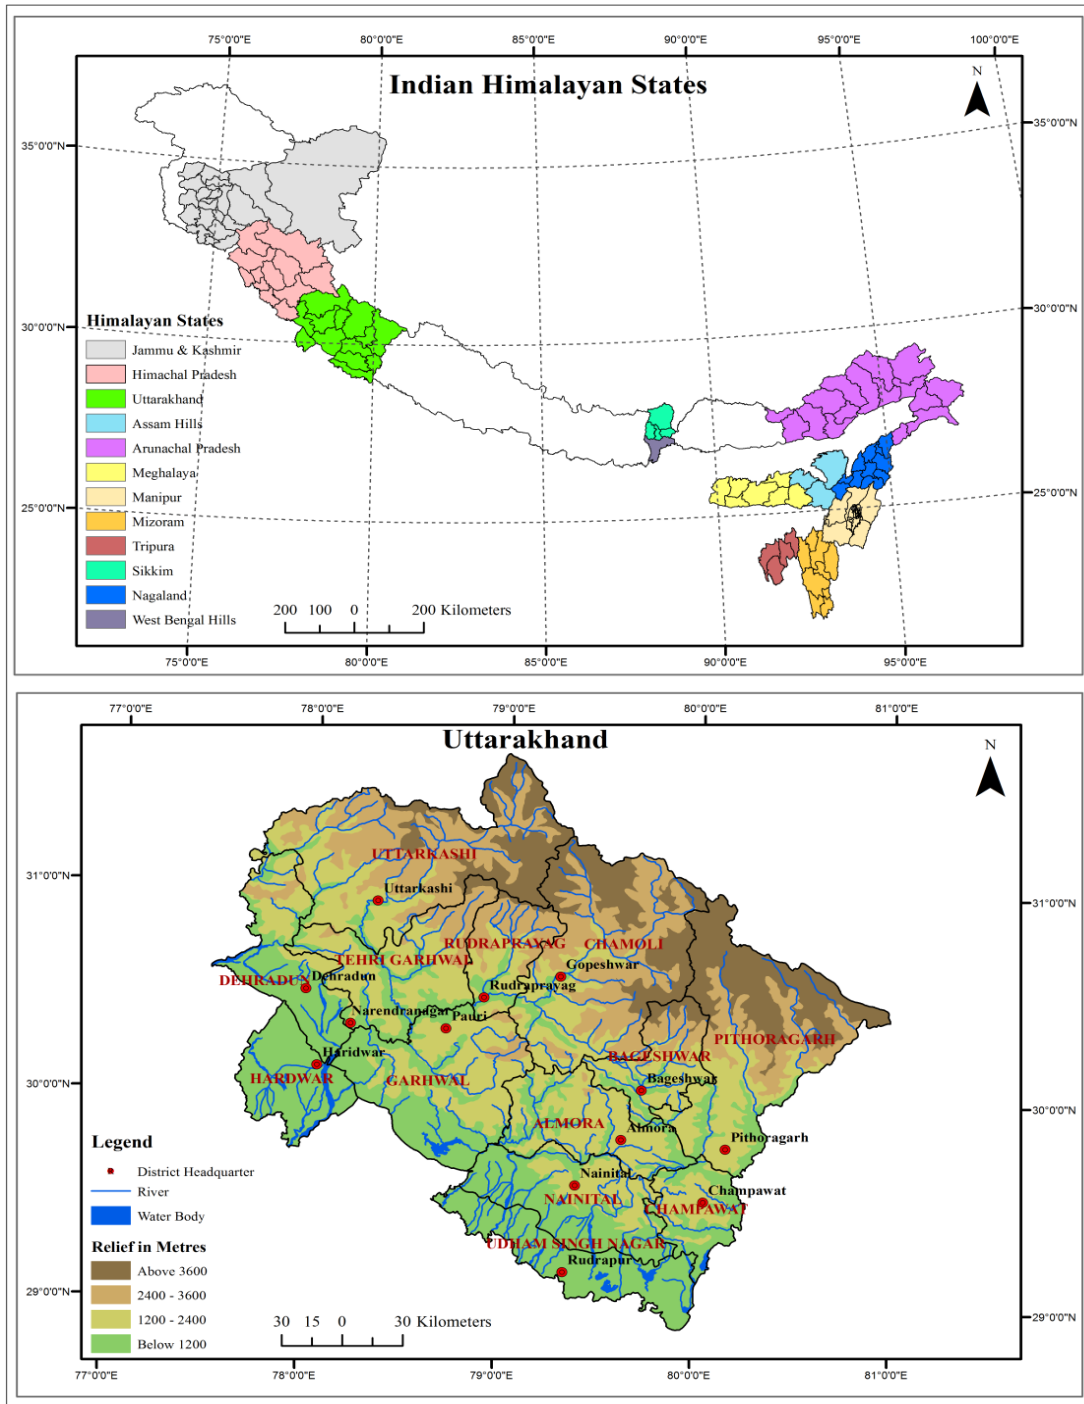 75°0'0"E 80°0'0"E 85°0'0"E 90°0'0"E 95°0'0"E 100°0'0"E
Indian Himalayan States
N
35°0'0"N
35°0'0"N
30°0'0"N
30°0'0"N
25°0'0"N
25°0'0"N
Himalayan States
Jammu & Kashmir
Himachal Pradesh
Uttarakhand
Assam Hills
Arunachal Pradesh
Meghalaya
Manipur
Mizoram
Tripura
Sikkim
Nagaland
West Bengal Hills
200 100 0 200 Kilometers
75°0'0"E 80°0'0"E 85°0'0"E 90°0'0"E 95°0'0"E
77°0'0"E 78°0'0"E 79°0'0"E 80°0'0"E 81°0'0"E
Uttarakhand
N
31°0'0"N
31°0'0"N
30°0'0"N
30°0'0"N
29°0'0"N
29°0'0"N
UTTARKASHI
Uttarkashi
RUDRAPRAYAG CHAMOLI
TEHRI GARHWAL
Gopeshwar
DEHRADUN Dehradun
Rudraprayag
Narendranagar Pauri
PITHORAGARH
Haridwar
BAGESHWAR
HARDWAR GARHWAL
Bageshwar
ALMORA
Almora
Pithoragarh
Nainital
NAINITAL
Champawat
CHAMPAWAT
UDHAM SINGH NAGAR
Rudrapur
Legend
District Headquarter
River
Water Body
Relief in Metres
Above 3600
2400 - 3600
1200 - 2400
Below 1200
30 15 0 30 Kilometers
77°0'0"E 78°0'0"E 79°0'0"E 80°0'0"E 81°0'0"E